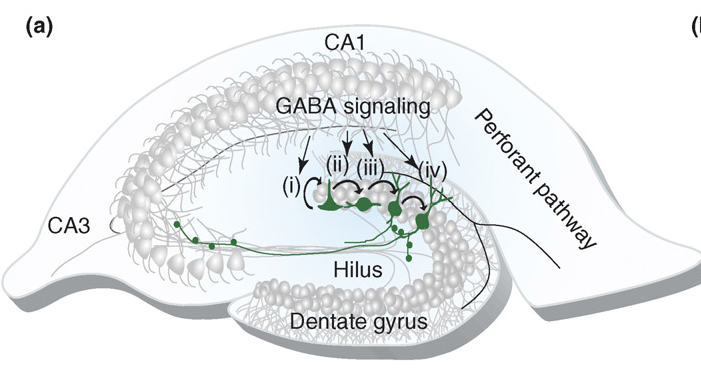 (a)
CA1
GABA signaling
Perforant pathway
(ii)
(iii)
(iv)
(i)
CA3
Hilus
Dentate gyrus